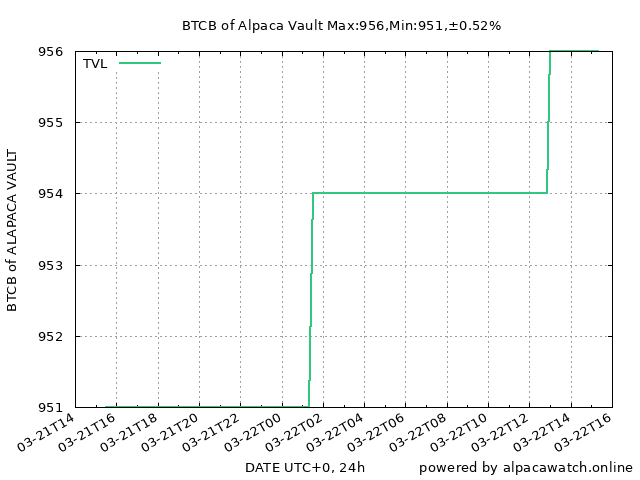 BTCB of Alpaca Vault Max:956,Min:951,±0.52%
TVL
956
955
954
953
952
951
BTCB of ALAPACA VAULT
03-21T14
03-21T16
03-21T18
03-21T20
03-21T22
03-22T00
03-22T02
03-22T04
03-22T06
03-22T08
03-22T10
03-22T12
03-22T14
03-22T16
DATE UTC+0, 24h
powered by alpacawatch.online